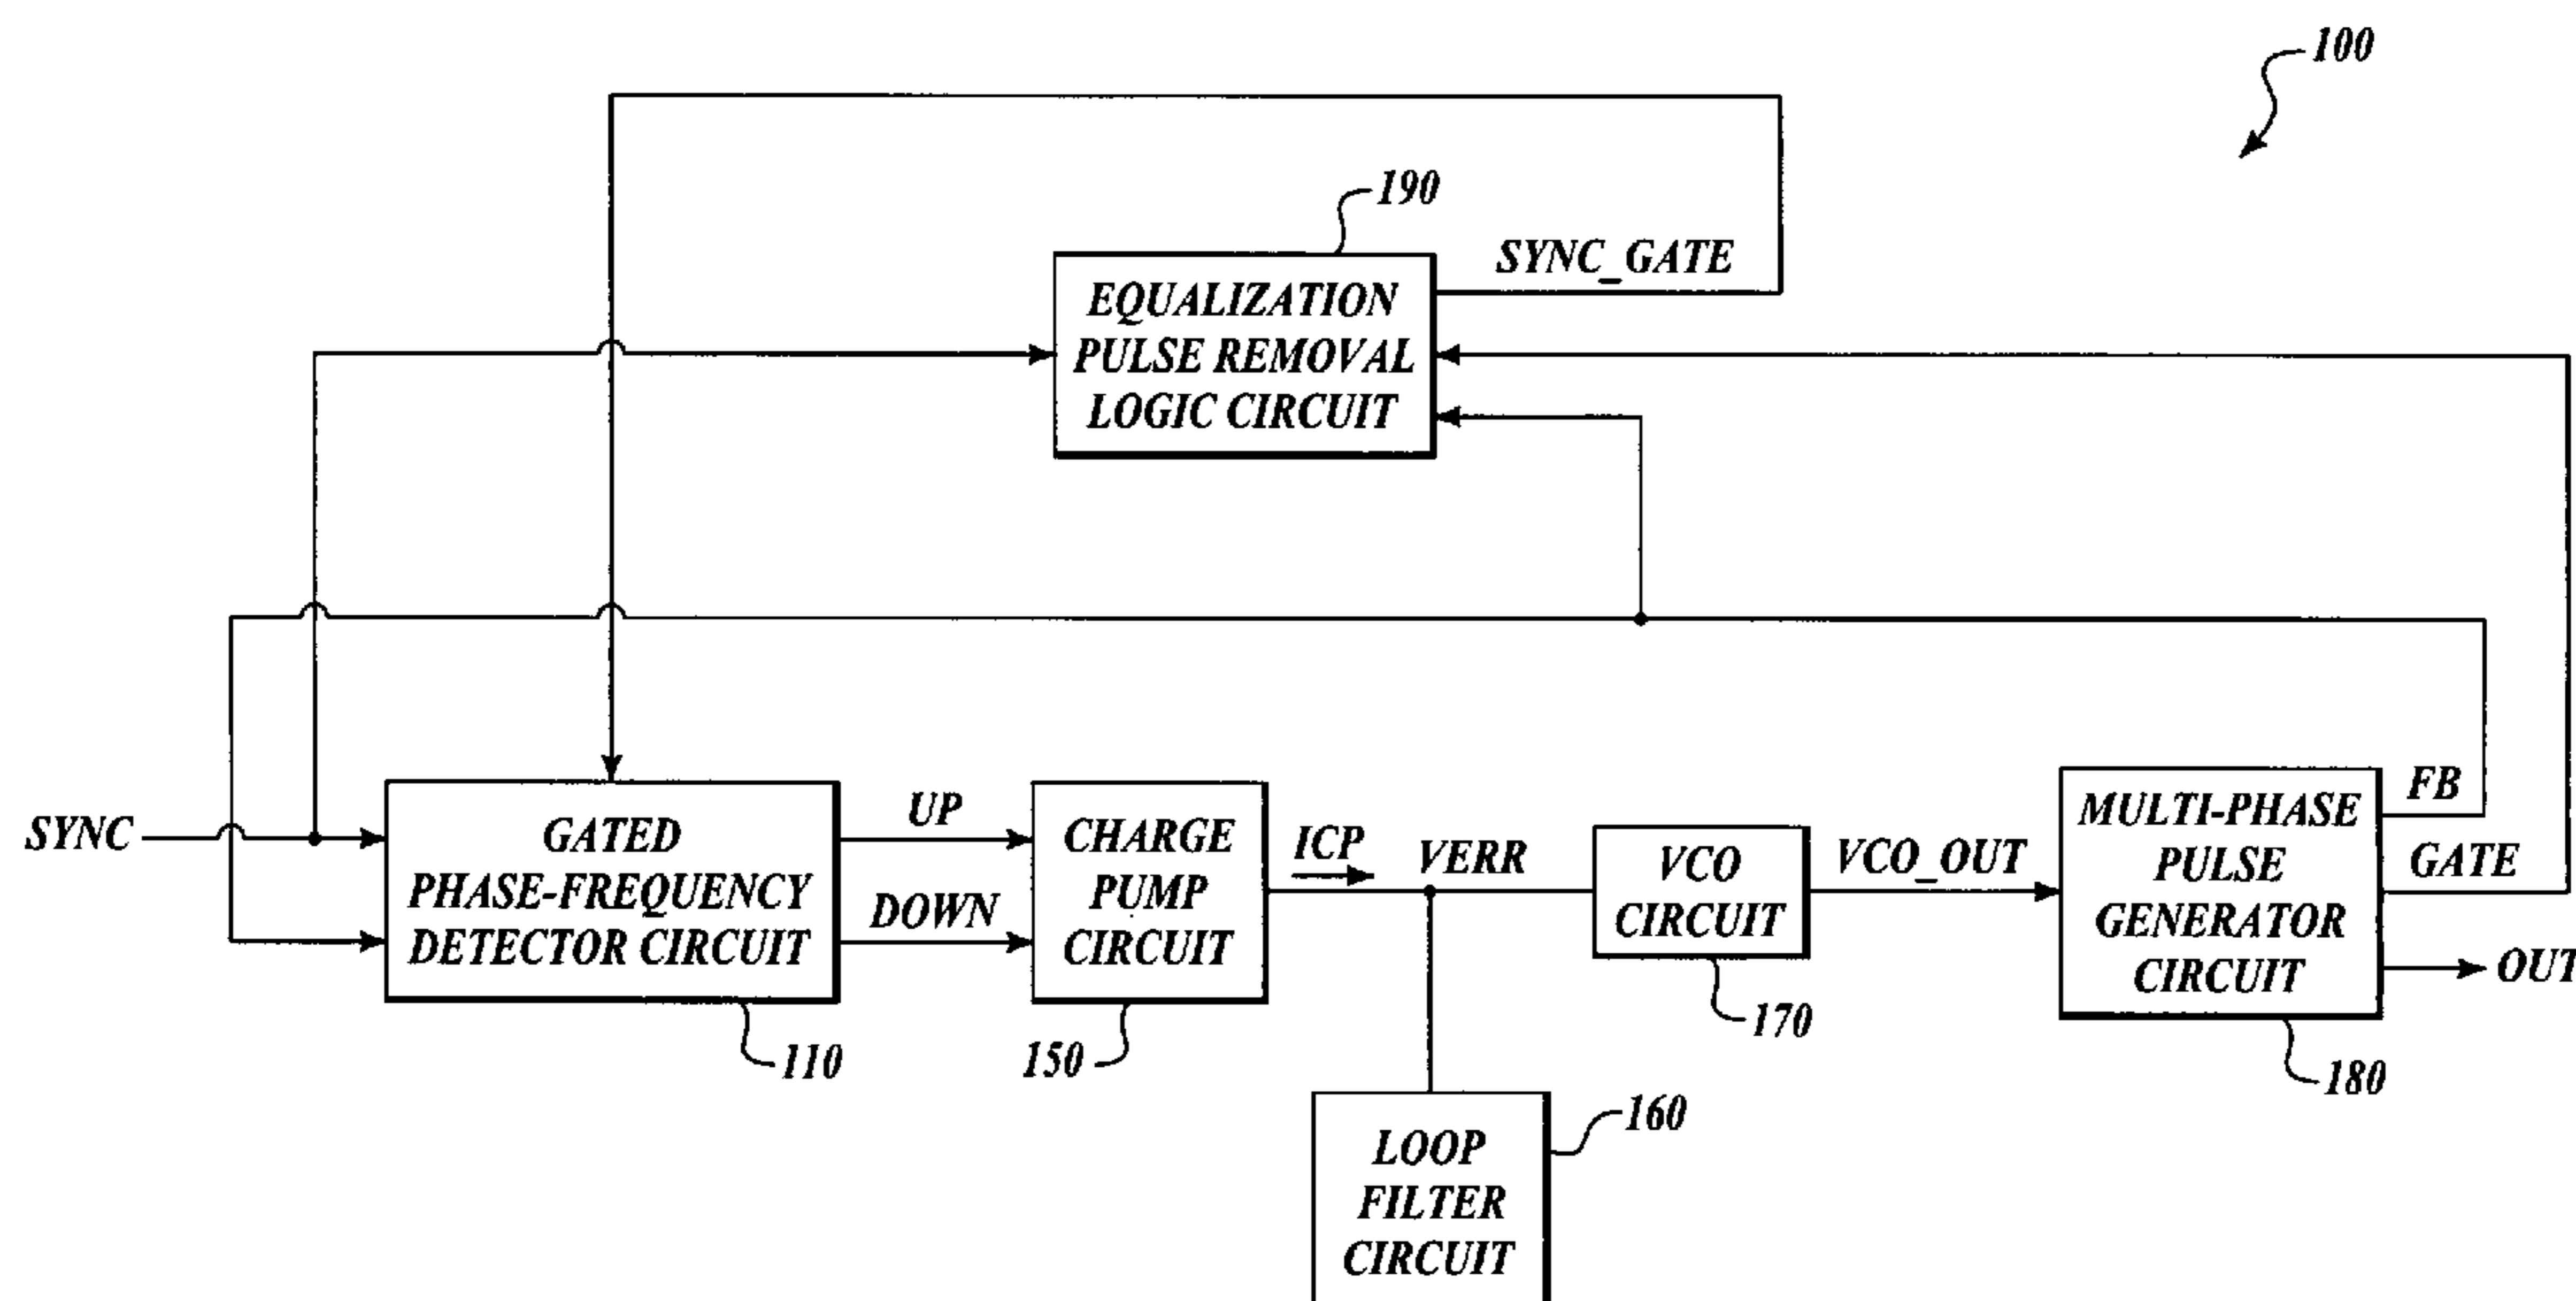 100
190
SYNC_GATE
EQUALIZATION
PULSE REMOVAL
LOGIC CIRCUIT
SYNC
GATED
PHASE-FREQUENCY
DETECTOR CIRCUIT
110
UP
DOWN
CHARGE
PUMP
CIRCUIT
150
ICP
VERR
LOOP
FILTER
CIRCUIT
160
VCO
CIRCUIT
170
VCO_OUT
MULTI-PHASE
PULSE
GENERATOR
CIRCUIT
180
FB
GATE
OUT